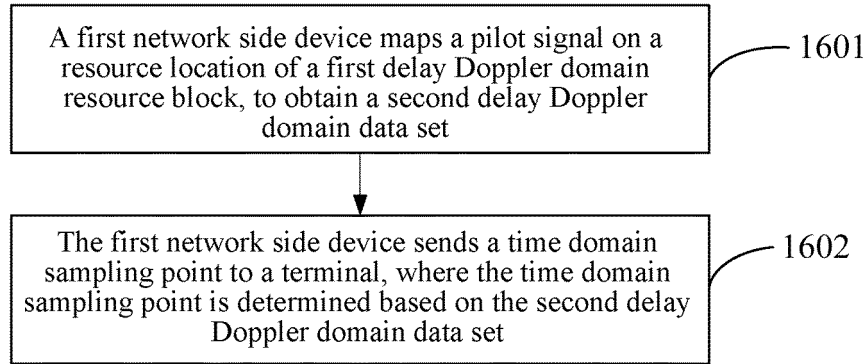 A first network side device maps a pilot signal on a
resource location of a first delay Doppler domain
resource block, to obtain a second delay Doppler
domain data set
1601
The first network side device sends a time domain
sampling point to a terminal, where the time domain
sampling point is determined based on the second delay
Doppler domain data set
1602